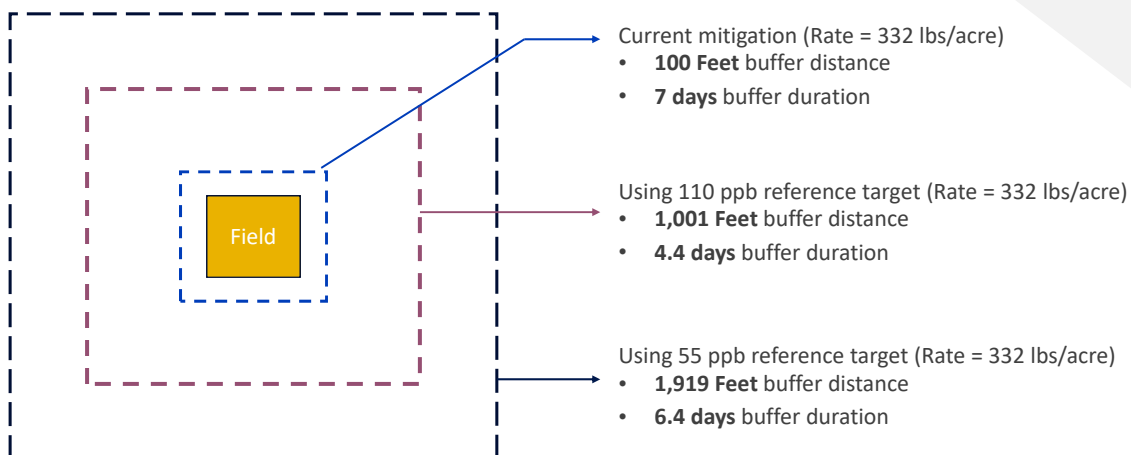 Current mitigation (Rate = 332 lbs/acre)
• 100 Feet buffer distance
• 7 days buffer duration
Using 110 ppb reference target (Rate = 332 lbs/acre)
• 1,001 Feet buffer distance
• 4.4 days buffer duration
Field
Using 55 ppb reference target (Rate = 332 lbs/acre)
• 1,919 Feet buffer distance
• 6.4 days buffer duration